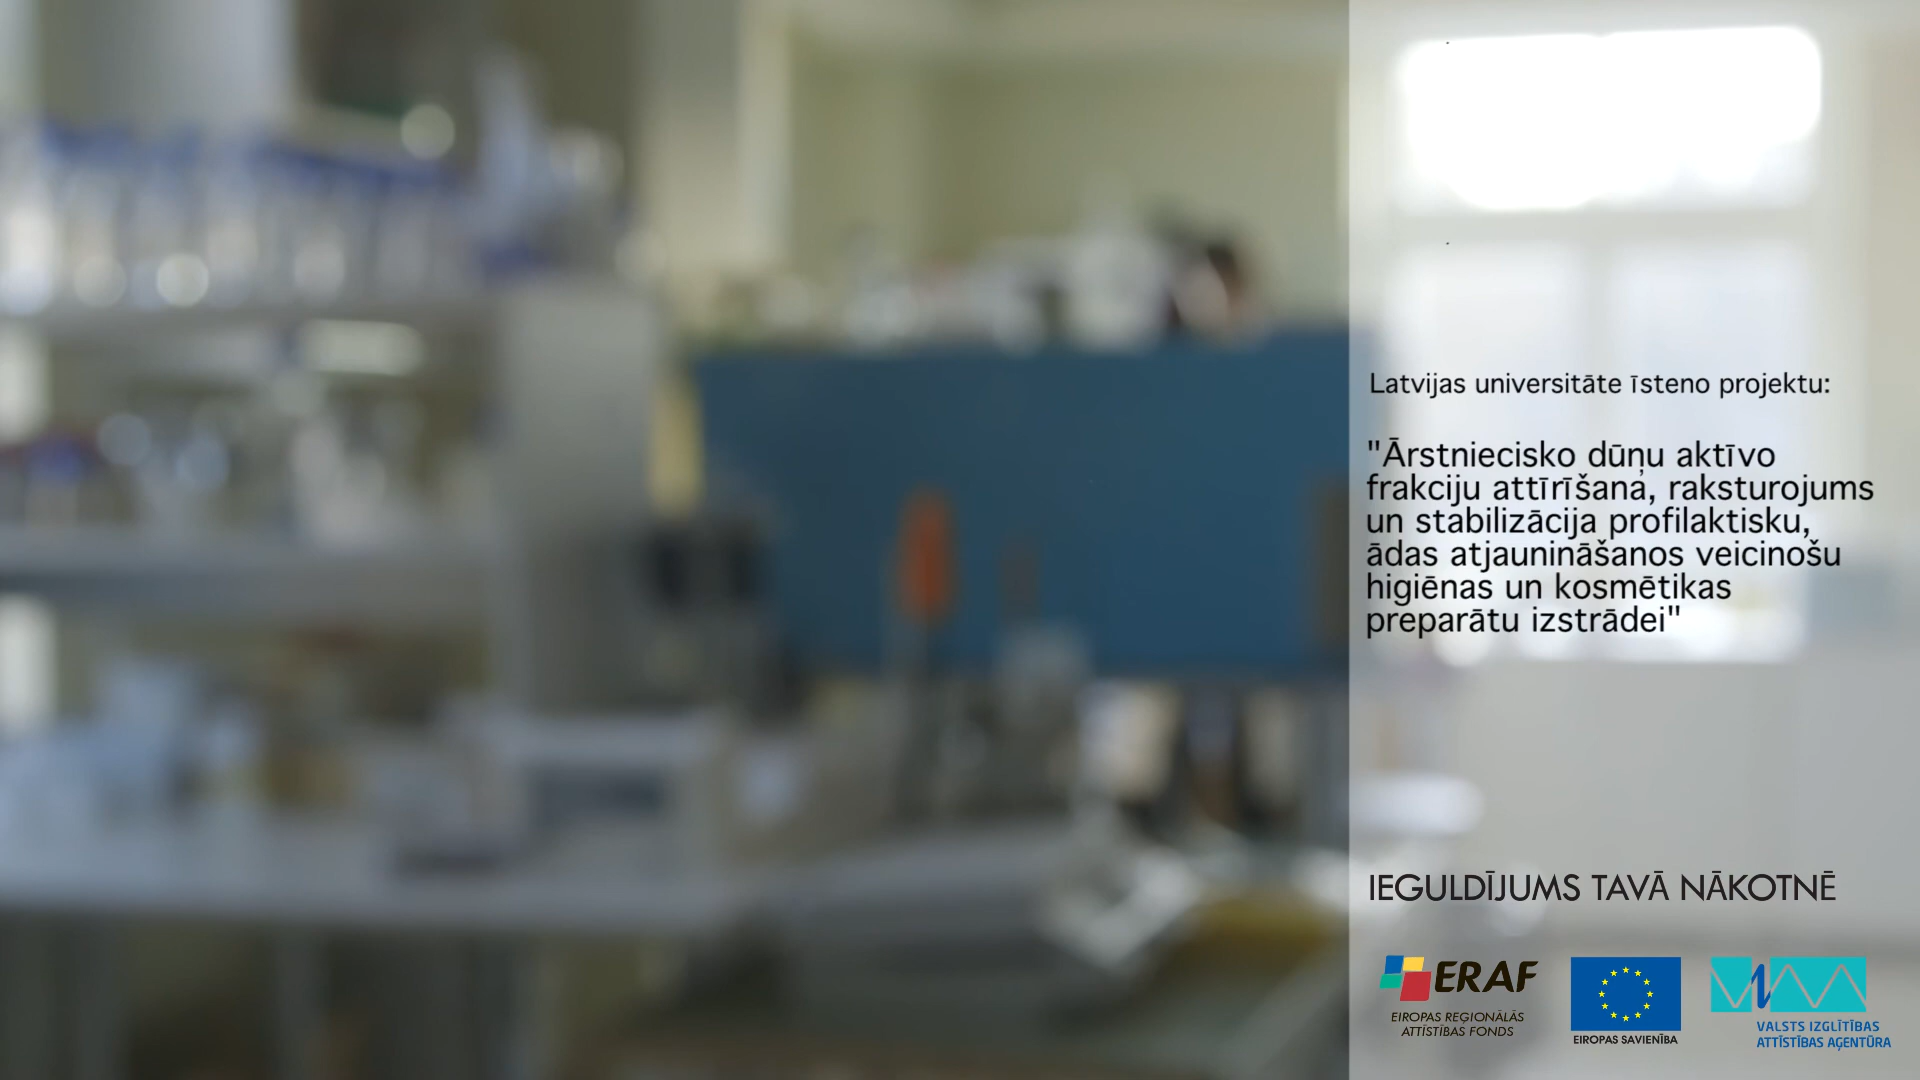 Latvijas universitāte īsteno projektu:
"Ārstniecisko dūņu aktīvo
frakciju attīrīšana, raksturojums
un stabilizācija profilaktisku,
ādas atjaunināšanos veicinošu
higiēnas un kosmētikas
preparātu izstrādei"
IEGULDĪJUMS TAVĀ NĀKOTNĒ
ERAF
EIROPAS REĢIONĀLĀS
ATTĪSTĪBAS FONDS
EIROPAS SAVIENĪBA
VIAA
VALSTS IZGLĪTĪBAS
ATTĪSTĪBAS AĢENTŪRA